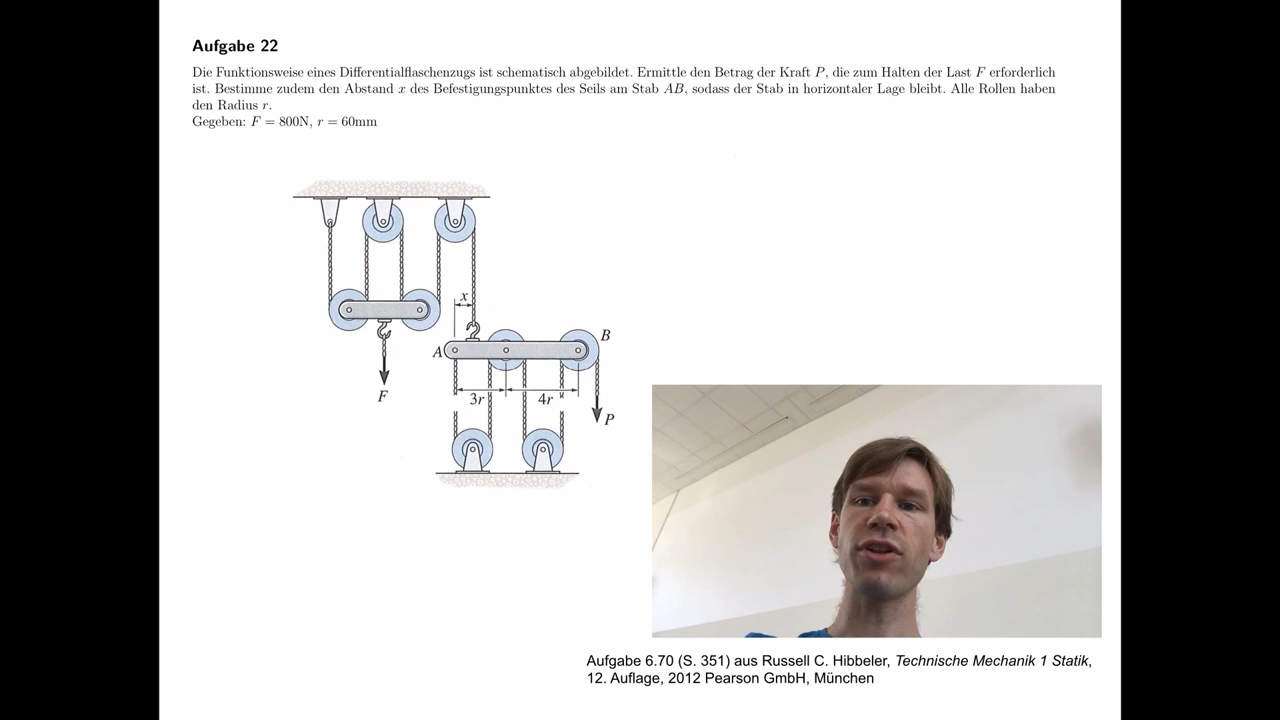 Aufgabe 22
Die Funktionsweise eines Differentialflaschenzugs ist schematisch abgebildet. Ermittle den Betrag der Kraft P, die zum Halten der Last F erforderlich
ist. Bestimme zudem den Abstand x des Befestigungspunktes des Seils am Stab AB, sodass der Stab in horizontaler Lage bleibt. Alle Rollen haben
den Radius r.
Gegeben: F = 800N, r = 60mm
x
B
A
F
3r
4r
P
Aufgabe 6.70 (S. 351) aus Russell C. Hibbeler, Technische Mechanik 1 Statik,
12. Auflage, 2012 Pearson GmbH, München